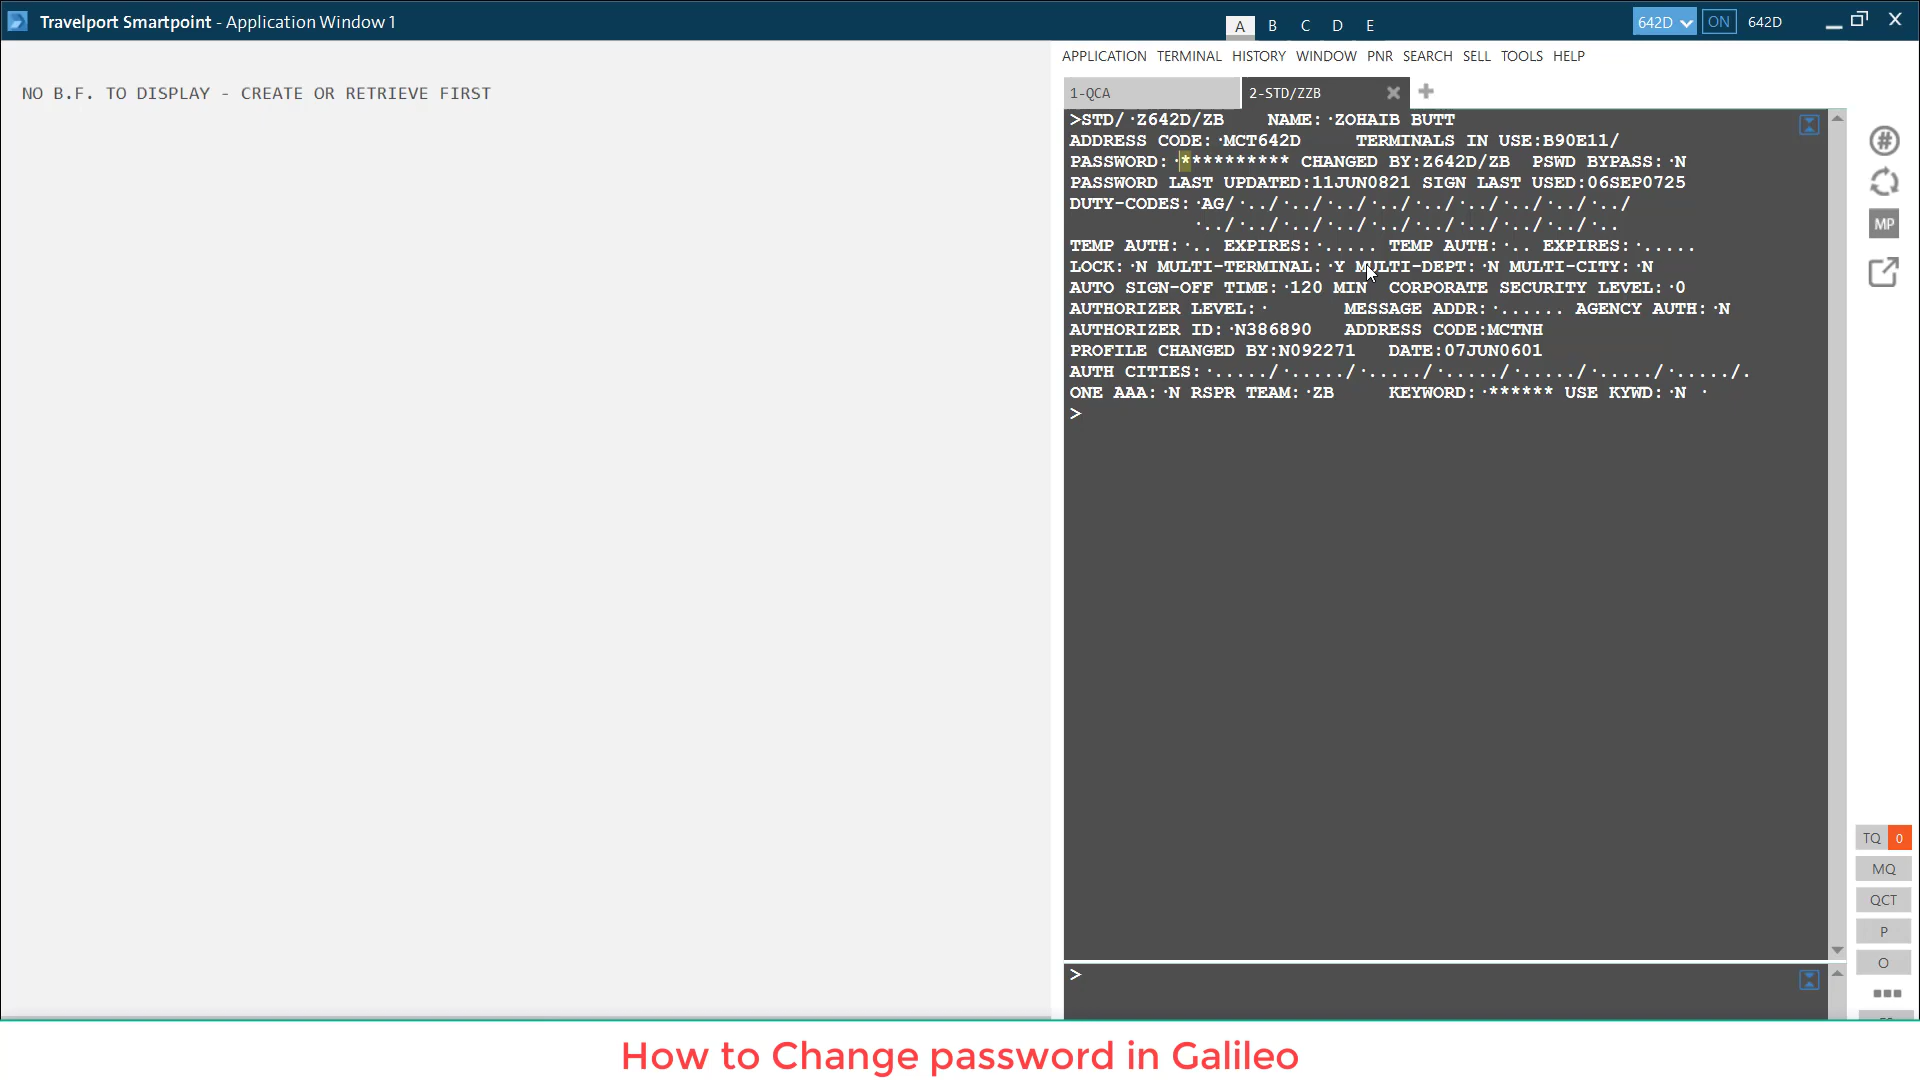 Travelport Smartpoint - Application Window 1
A B C D E
642D ON 642D
APPLICATION TERMINAL HISTORY WINDOW PNR SEARCH SELL TOOLS HELP
NO B.F. TO DISPLAY - CREATE OR RETRIEVE FIRST
1-QCA
2-STD/ZZB
>STD/·Z642D/ZB NAME:·ZOHAIB BUTT
ADDRESS CODE:·MCT642D TERMINALS IN USE:B90E11/
PASSWORD:·********** CHANGED BY:Z642D/ZB PSWD BYPASS:·N
PASSWORD LAST UPDATED:11JUN0821 SIGN LAST USED:06SEP0725
DUTY-CODES:·AG/·../·../·../·../·../·../·../·../·../
·../·../·../·../·../·../·../·../·../·..
TEMP AUTH:·.. EXPIRES:·..... TEMP AUTH:·.. EXPIRES:·.....
LOCK:·N MULTI-TERMINAL:·Y MULTI-DEPT:·N MULTI-CITY:·N
AUTO SIGN-OFF TIME:·120 MIN CORPORATE SECURITY LEVEL:·0
AUTHORIZER LEVEL:· MESSAGE ADDR:·...... AGENCY AUTH:·N
AUTHORIZER ID:·N386890 ADDRESS CODE:MCTNH
PROFILE CHANGED BY:N092271 DATE:07JUN0601
AUTH CITIES:·...../·...../·...../·...../·...../·...../·...../.
ONE AAA:·N RSPR TEAM:·ZB KEYWORD:·****** USE KYWD:·N ·
>
>
#
MP
TQ 0
MQ
QCT
P
O
How to Change password in Galileo